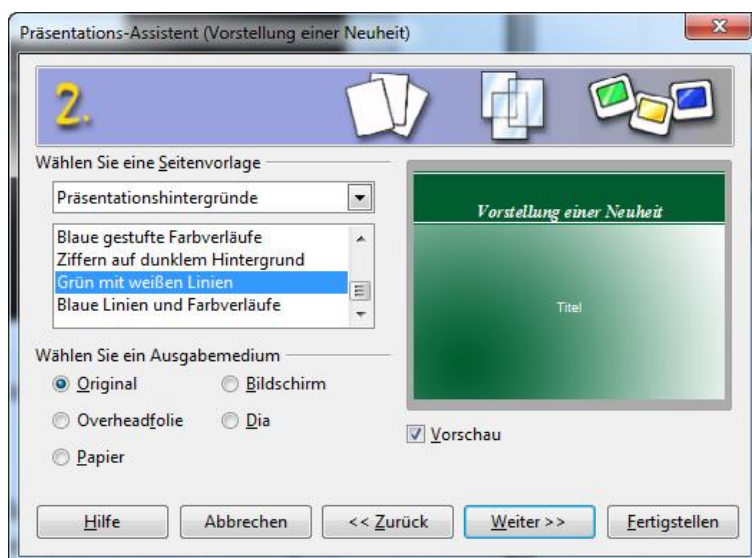 Präsentations-Assistent (Vorstellung einer Neuheit)
2.
Wählen Sie eine Seitenvorlage
Präsentationshintergründe
Blaue gestufte Farbverläufe
Ziffern auf dunklem Hintergrund
Grün mit weißen Linien
Blaue Linien und Farbverläufe
Vorstellung einer Neuheit
Titel
Wählen Sie ein Ausgabemedium
Original
Bildschirm
Overheadfolie
Dia
Papier
Vorschau
Hilfe
Abbrechen
<< Zurück
Weiter >>
Fertigstellen